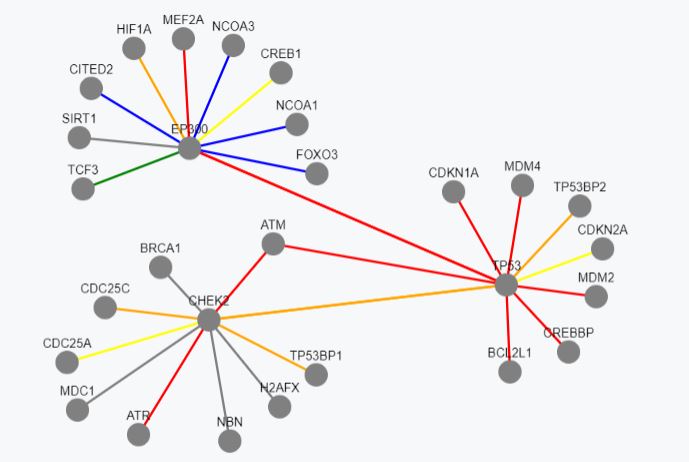 MEF2A
HIF1A
NCOA3
CREB1
CITED2
SIRT1
NCOA1
EP300
FOXO3
TCF3
CDKN1A
MDM4
TP53BP2
CDKN2A
ATM
BRCA1
TP53
MDM2
CDC25C
CHEK2
CREBBP
CDC25A
TP53BP1
BCL2L1
MDC1
H2AFX
ATR
NBN